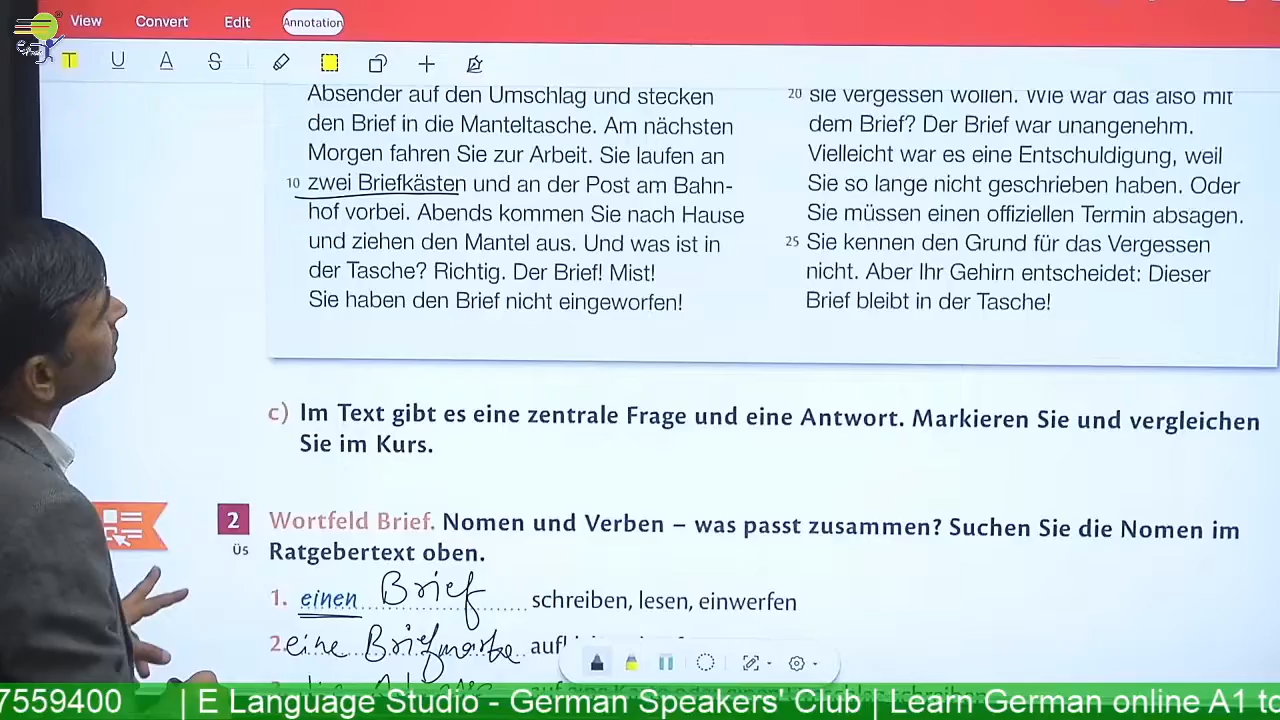 View Convert Edit Annotation
T U A S
Absender auf den Umschlag und stecken
den Brief in die Manteltasche. Am nächsten
Morgen fahren Sie zur Arbeit. Sie laufen an
10 zwei Briefkästen und an der Post am Bahn-
hof vorbei. Abends kommen Sie nach Hause
und ziehen den Mantel aus. Und was ist in
der Tasche? Richtig. Der Brief! Mist!
Sie haben den Brief nicht eingeworfen!
20 sie vergessen wollen. Wie war das also mit
dem Brief? Der Brief war unangenehm.
Vielleicht war es eine Entschuldigung, weil
Sie so lange nicht geschrieben haben. Oder
Sie müssen einen offiziellen Termin absagen.
25 Sie kennen den Grund für das Vergessen
nicht. Aber Ihr Gehirn entscheidet: Dieser
Brief bleibt in der Tasche!
c) Im Text gibt es eine zentrale Frage und eine Antwort. Markieren Sie und vergleichen
Sie im Kurs.
2 Wortfeld Brief. Nomen und Verben – was passt zusammen? Suchen Sie die Nomen im
Üs Ratgebertext oben.
1. einen Brief schreiben, lesen, einwerfen
2. eine Briefmarke
7559400 | E Language Studio - German Speakers' Club | Learn German online A1 to